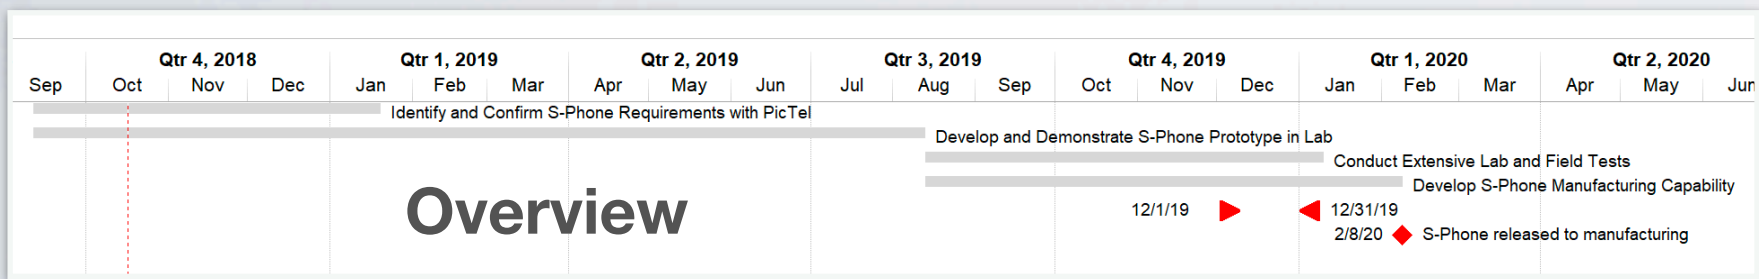 Qtr 4, 2018 Qtr 1, 2019 Qtr 2, 2019 Qtr 3, 2019 Qtr 4, 2019 Qtr 1, 2020 Qtr 2, 2020
Sep Oct Nov Dec Jan Feb Mar Apr May Jun Jul Aug Sep Oct Nov Dec Jan Feb Mar Apr May Jun
Identify and Confirm S-Phone Requirements with PicTel
Develop and Demonstrate S-Phone Prototype in Lab
Conduct Extensive Lab and Field Tests
Develop S-Phone Manufacturing Capability
Overview
12/1/19 12/31/19
2/8/20 S-Phone released to manufacturing